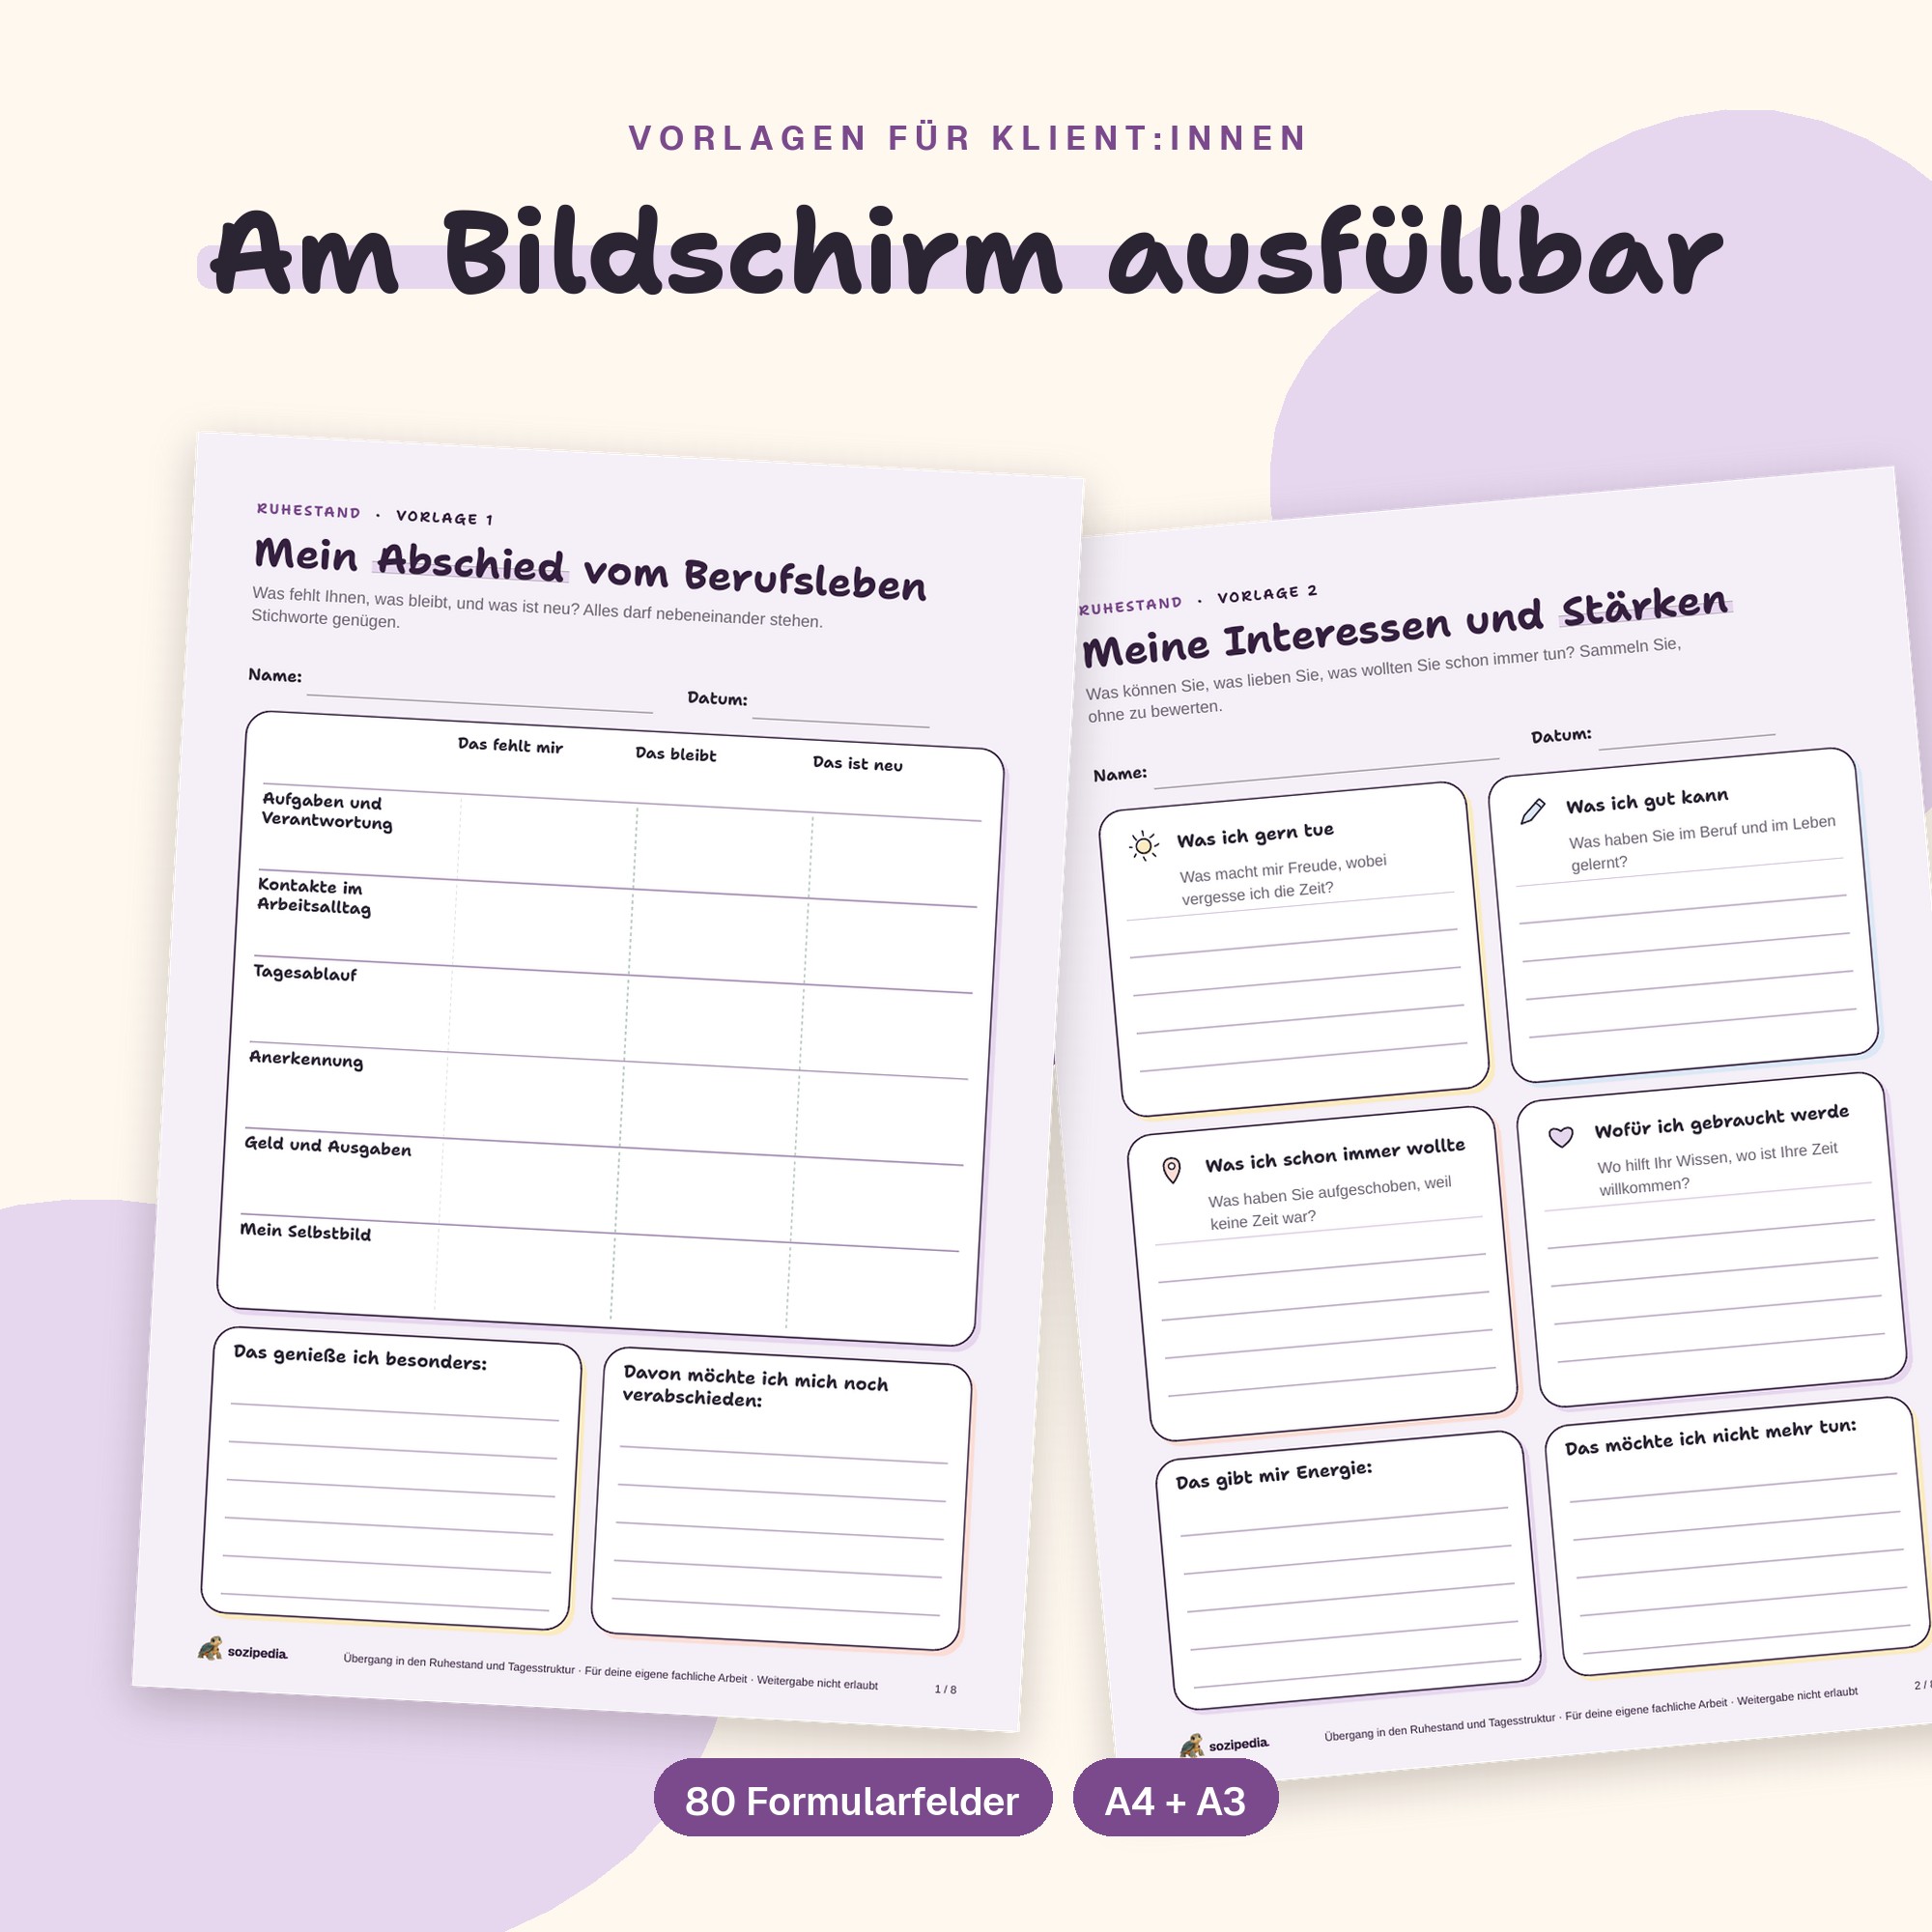 VORLAGEN FÜR KLIENT:INNEN
Am Bildschirm ausfüllbar
RUHESTAND · VORLAGE 1
Mein Abschied vom Berufsleben
Was fehlt Ihnen, was bleibt, und was ist neu? Alles darf nebeneinander stehen.
Stichworte genügen.
Name:
Datum:
Das fehlt mir
Das bleibt
Das ist neu
Aufgaben und
Verantwortung
Kontakte im
Arbeitsalltag
Tagesablauf
Anerkennung
Geld und Ausgaben
Mein Selbstbild
Das genieße ich besonders:
Davon möchte ich mich noch
verabschieden:
sozipedia.
Übergang in den Ruhestand und Tagesstruktur · Für deine eigene fachliche Arbeit · Weitergabe nicht erlaubt
1 / 8
RUHESTAND · VORLAGE 2
Meine Interessen und Stärken
Was können Sie, was lieben Sie, was wollten Sie schon immer tun? Sammeln Sie,
ohne zu bewerten.
Name:
Datum:
Was ich gern tue
Was macht mir Freude, wobei
vergesse ich die Zeit?
Was ich gut kann
Was haben Sie im Beruf und im Leben
gelernt?
Was ich schon immer wollte
Was haben Sie aufgeschoben, weil
keine Zeit war?
Wofür ich gebraucht werde
Wo hilft Ihr Wissen, wo ist Ihre Zeit
willkommen?
Das gibt mir Energie:
Das möchte ich nicht mehr tun:
sozipedia.
Übergang in den Ruhestand und Tagesstruktur · Für deine eigene fachliche Arbeit · Weitergabe nicht erlaubt
2 / 8
80 Formularfelder
A4 + A3